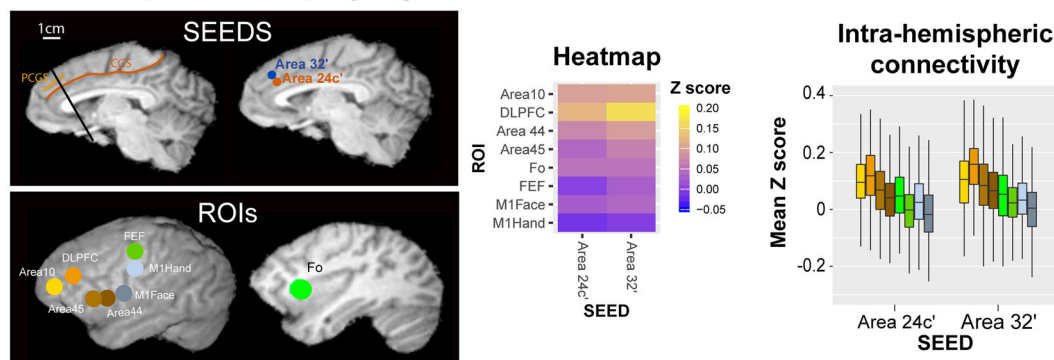 1cm
SEEDS
PCGS
CGS
Area 32'
Area 24c'
ROIs
FEF
DLPFC
M1Hand
Area10
M1Face
Area45
Area44
Fo
Heatmap
Z score
ROI
Area10
DLPFC
Area 44
Area45
Fo
FEF
M1Face
M1Hand
0.20
0.15
0.10
0.05
0.00
−0.05
Area 24c'
Area 32'
SEED
Intra-hemispheric
connectivity
Mean Z score
0.4
0.2
0
-0.2
Area 24c'
Area 32'
SEED